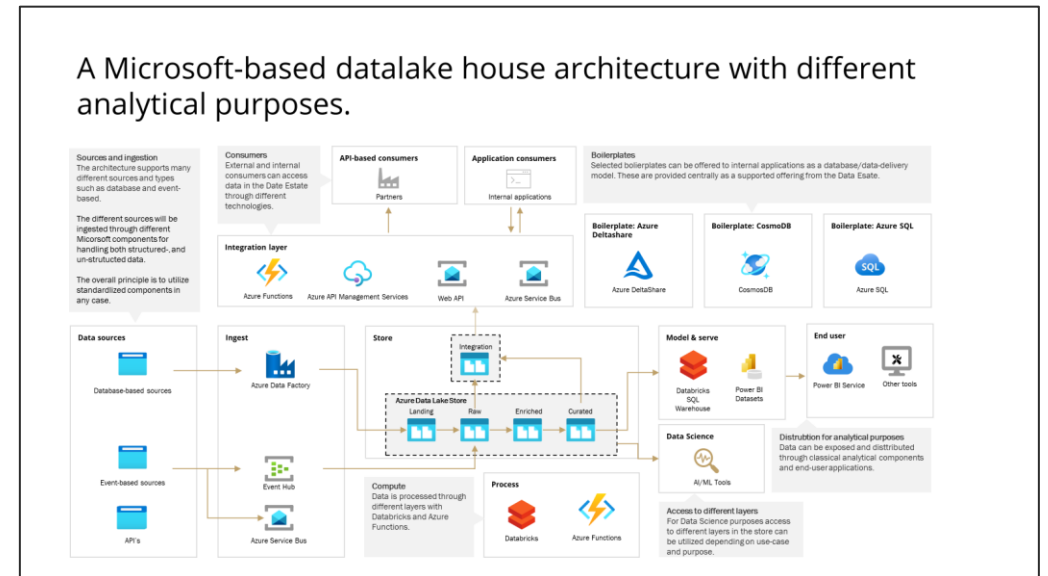 A Microsoft-based datalake house architecture with different
analytical purposes.
Sources and ingestion
The architecture supports many
different sources and types
such as database and event-
based.
The different sources will be
ingested through different
Micorsoft components for
handling both structured-, and
un-strutucted data.
The overall principle is to utilize
standardlized components in
any case.
Consumers
External and internal
consumers can access
data in the Date Estate
through different
technologies.
API-based consumers
Partners
Application consumers
Internal applications
Boilerplates
Selected boilerplates can be offered to internal applications as a database/data-delivery
model. These are provided centrally as a supported offering from the Data Esate.
Integration layer
Azure Functions
Azure API Management Services
Web API
Azure Service Bus
Boilerplate: Azure
Deltashare
Azure DeltaShare
Boilerplate: CosmoDB
CosmosDB
Boilerplate: Azure SQL
SQL
Azure SQL
Data sources
Database-based sources
Event-based sources
API's
Ingest
Azure Data Factory
Event Hub
Azure Service Bus
Store
Integration
Azure Data Lake Store
Landing
Raw
Enriched
Curated
Model & serve
Databricks
SQL
Warehouse
Power BI
Datasets
End user
Power BI Service
Other tools
Data Science
AI/ML Tools
Distrubtion for analytical purposes
Data can be exposed and disttributed
through classical analytical components
and end-user applications.
Compute
Data is processed through
different layers with
Databricks and Azure
Functions.
Process
Databricks
Azure Functions
Access to different layers
For Data Science purposes access
to different layers in the store can
be utilized depending on use-case
and purpose.